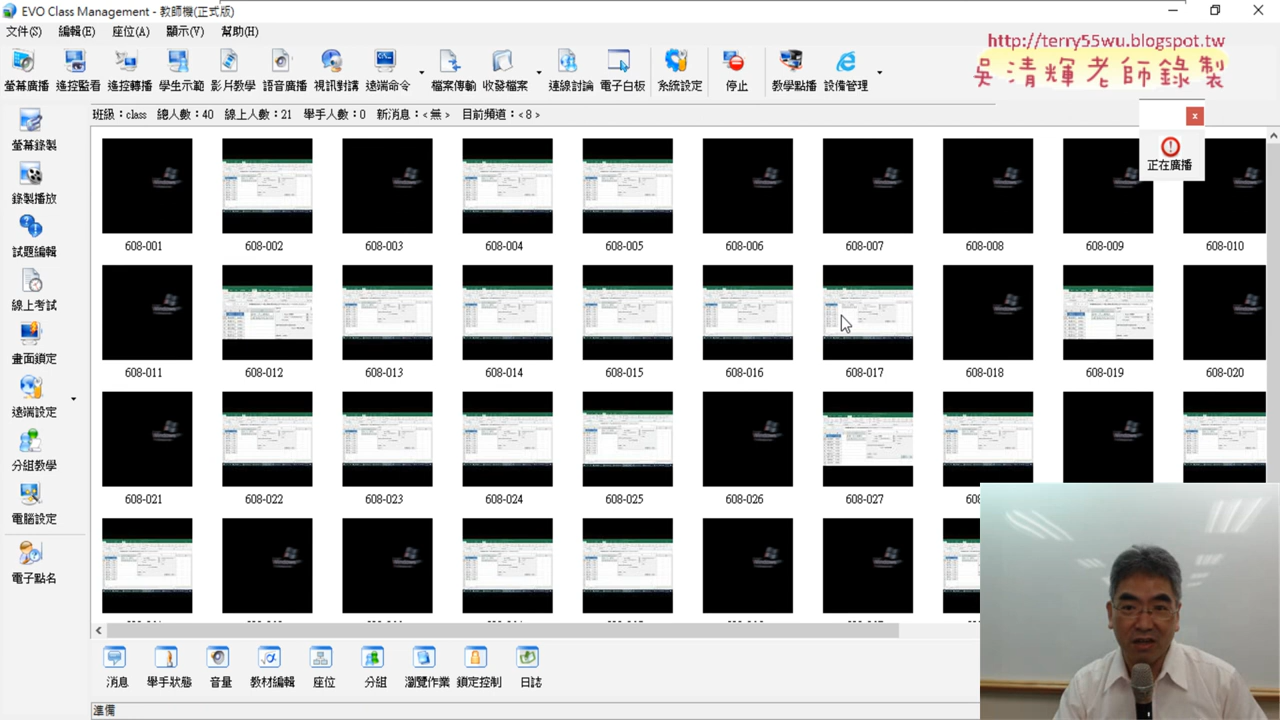 EVO Class Management - 教師機(正式版)
文件(S) 編輯(E) 座位(A) 顯示(V) 幫助(H)
http://terry55wu.blogspot.tw
吳清輝老師錄製
螢幕廣播 遠控監看 遠控轉播 學生示範 影片教學 語音廣播 視訊對講 遠端命令 檔案傳輸 收發檔案 連線討論 電子白板 系統設定 停止 教學點播 設備管理
班級：class 總人數：40 線上人數：21 舉手人數：0 新消息：< 無 > 目前頻道：< 8 >
正在廣播
螢幕錄製
錄製播放
試題編輯
線上考試
畫面鎖定
遠端設定
分組教學
電腦設定
電子點名
608-001 608-002 608-003 608-004 608-005 608-006 608-007 608-008 608-009 608-010
608-011 608-012 608-013 608-014 608-015 608-016 608-017 608-018 608-019 608-020
608-021 608-022 608-023 608-024 608-025 608-026 608-027
消息 舉手狀態 音量 教材編輯 座位 分組 瀏覽作業 鎖定控制 日誌
準備